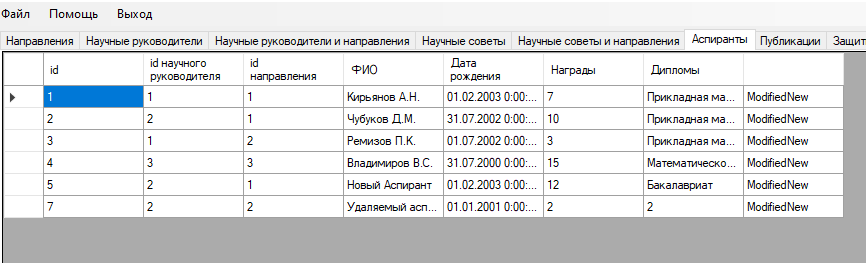 Файл Помощь Выход
Направления Научные руководители Научные руководители и направления Научные советы Научные советы и направления Аспиранты Публикации Защит
id id научного руководителя id направления ФИО Дата рождения Награды Дипломы
1 1 1 Кирьянов А.Н. 01.02.2003 0:00:... 7 Прикладная ма... ModifiedNew
2 2 1 Чубуков Д.М. 31.07.2002 0:00:... 10 Прикладная ма... ModifiedNew
3 1 2 Ремизов П.К. 01.07.2002 0:00:... 3 Прикладная ма... ModifiedNew
4 3 3 Владимиров В.С. 31.07.2000 0:00:... 15 Математическо... ModifiedNew
5 2 1 Новый Аспирант 01.02.2003 0:00:... 12 Бакалавриат ModifiedNew
7 2 2 Удаляемый асп... 01.01.2001 0:00:... 2 2 ModifiedNew